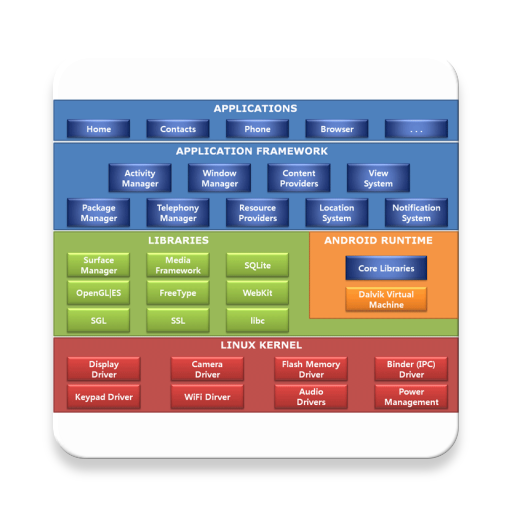 APPLICATIONS
Home Contacts Phone Browser . . .
APPLICATION FRAMEWORK
Activity Manager Window Manager Content Providers View System
Package Manager Telephony Manager Resource Providers Location System Notification System
LIBRARIES
Surface Manager Media Framework SQLite
OpenGL|ES FreeType WebKit
SGL SSL libc
ANDROID RUNTIME
Core Libraries
Dalvik Virtual Machine
LINUX KERNEL
Display Driver Camera Driver Flash Memory Driver Binder (IPC) Driver
Keypad Driver WiFi Dirver Audio Drivers Power Management